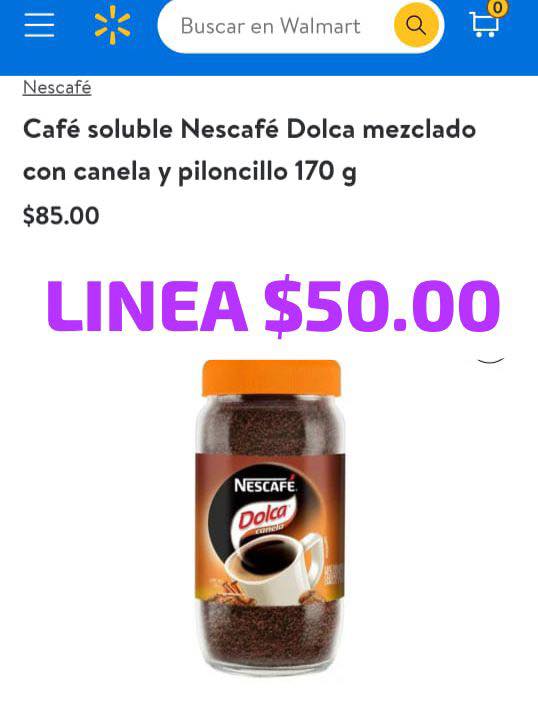 Buscar en Walmart
0
Nescafé
Café soluble Nescafé Dolca mezclado
con canela y piloncillo 170 g
$85.00
LINEA $50.00
NESCAFÉ
Dolca
canela